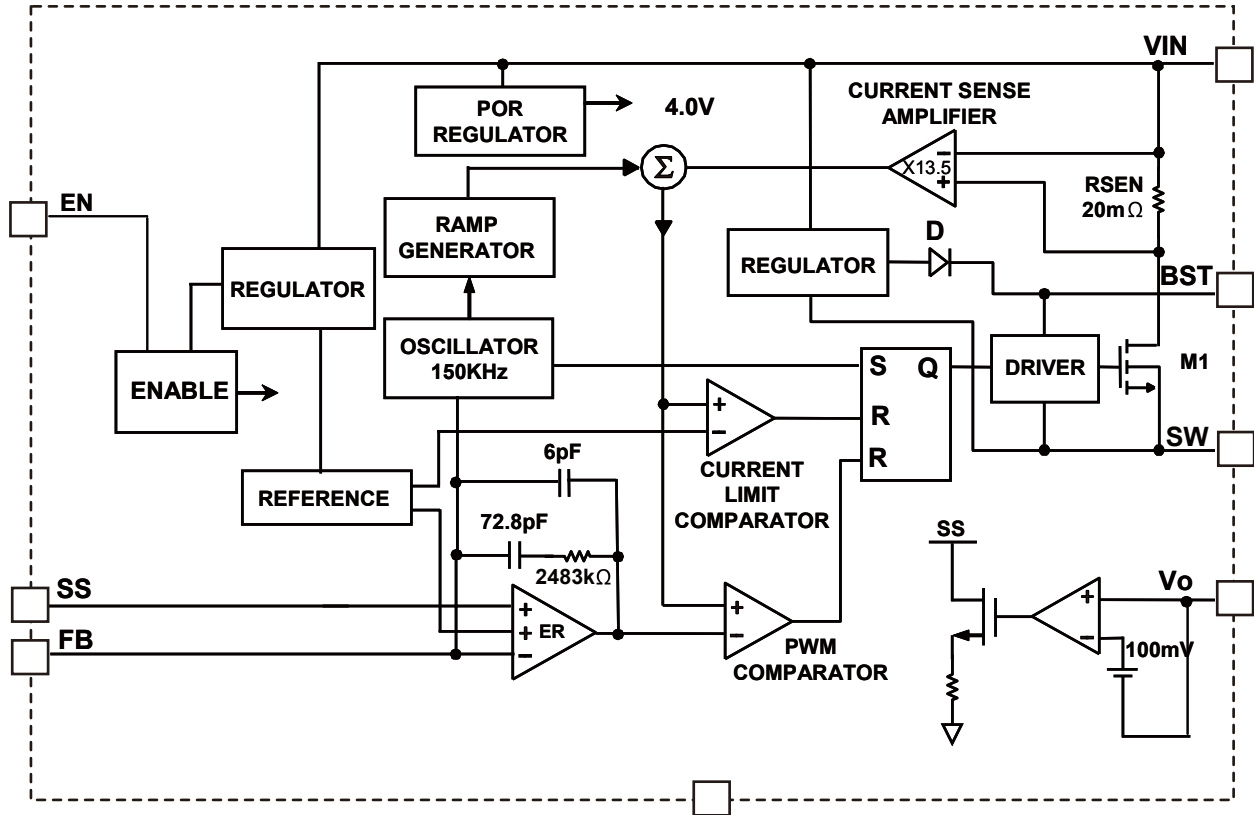 VIN
CURRENT SENSE
AMPLIFIER
POR
REGULATOR
4.0V
Σ
−
X13.5
+
RSEN
20mΩ
EN
RAMP
GENERATOR
D
REGULATOR
REGULATOR
BST
OSCILLATOR
150KHz
ENABLE
S
Q
DRIVER
M1
+
−
R
SW
R
6pF
CURRENT
LIMIT
COMPARATOR
REFERENCE
72.8pF
2483kΩ
SS
SS
Vo
+
+
ER
−
FB
+
−
PWM
COMPARATOR
+
−
100mV